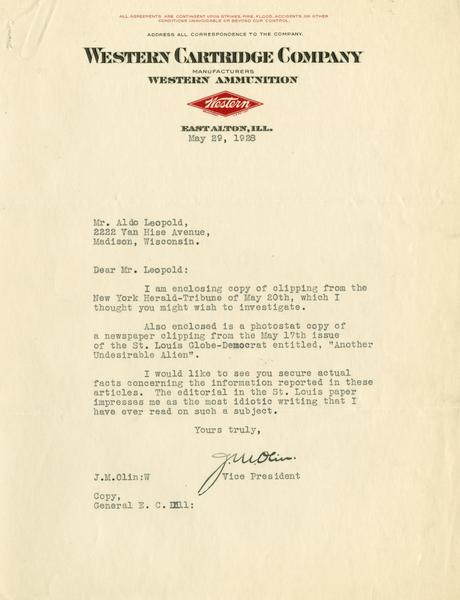 ALL AGREEMENTS ARE CONTINGENT UPON STRIKES, FIRE, FLOOD, ACCIDENTS, OR OTHER
CONDITIONS UNAVOIDABLE OR BEYOND OUR CONTROL.
ADDRESS ALL CORRESPONDENCE TO THE COMPANY.
WESTERN CARTRIDGE COMPANY
MANUFACTURERS
WESTERN AMMUNITION
Western
EAST ALTON, ILL.
May 29, 1928
Mr. Aldo Leopold,
2222 Van Hise Avenue,
Madison, Wisconsin.
Dear Mr. Leopold:
I am enclosing copy of clipping from the
New York Herald-Tribune of May 20th, which I
thought you might wish to investigate.
Also enclosed is a photostat copy of
a newspaper clipping from the May 17th issue
of the St. Louis Globe-Democrat entitled, "Another
Undesirable Alien".
I would like to see you secure actual
facts concerning the information reported in these
articles. The editorial in the St. Louis paper
impresses me as the most idiotic writing that I
have ever read on such a subject.
Yours truly,
J.M.Olin.
J.M.Olin:W Vice President
Copy,
General E. C.